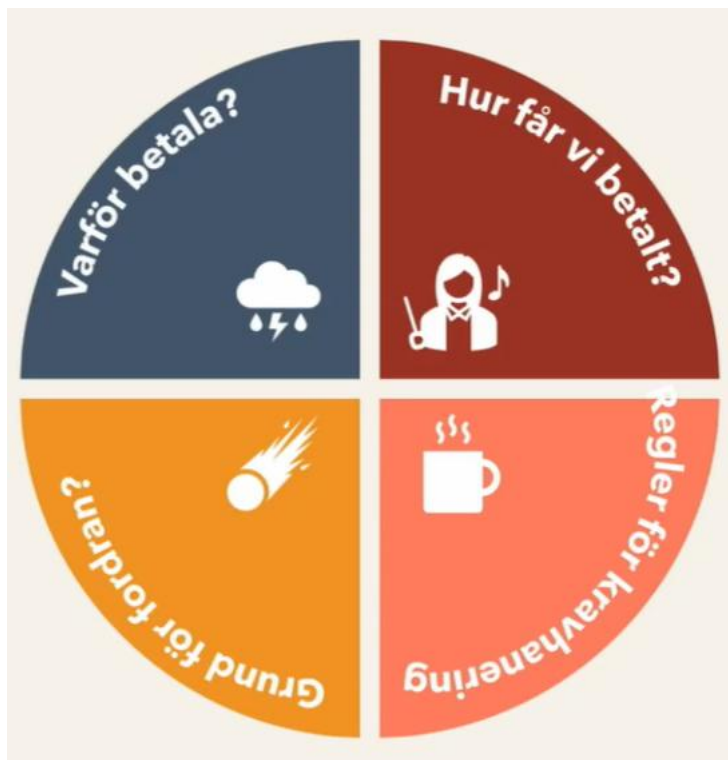 Varför betala?
Hur får vi betalt?
Regler för kravhanering
Grund för fordran?